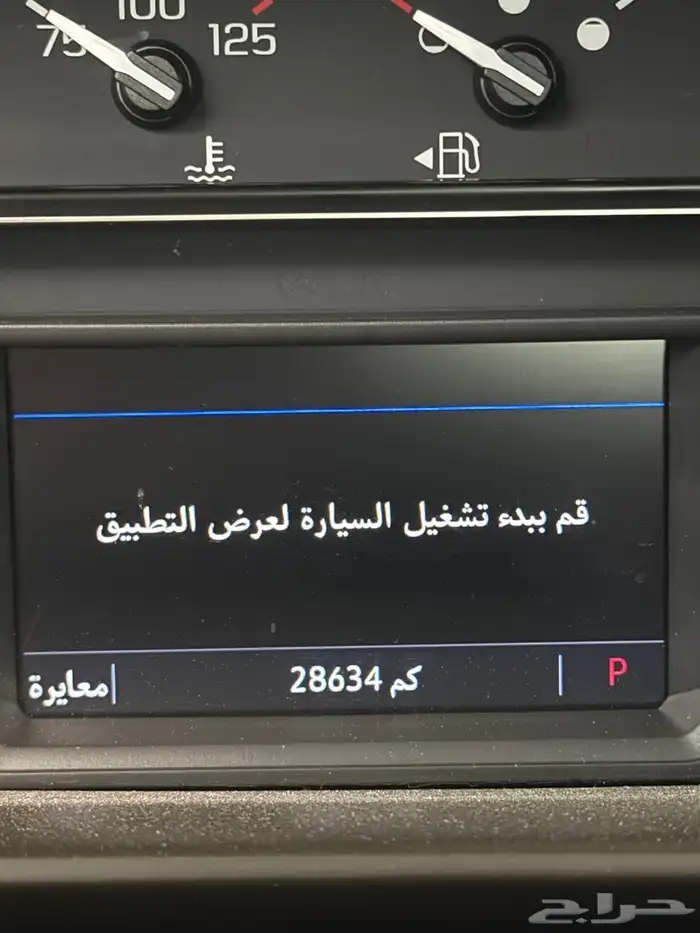 100
75
125
قم ببدء تشغيل السيارة لعرض التطبيق
معايرة
28634 كم
P
حراج